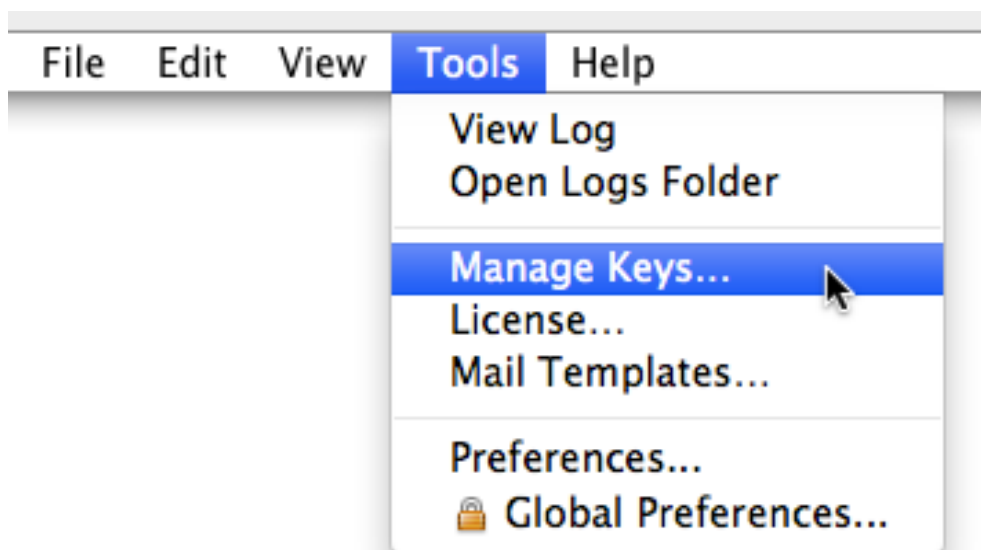 File Edit View Tools Help
View Log
Open Logs Folder
Manage Keys...
License...
Mail Templates...
Preferences...
Global Preferences...